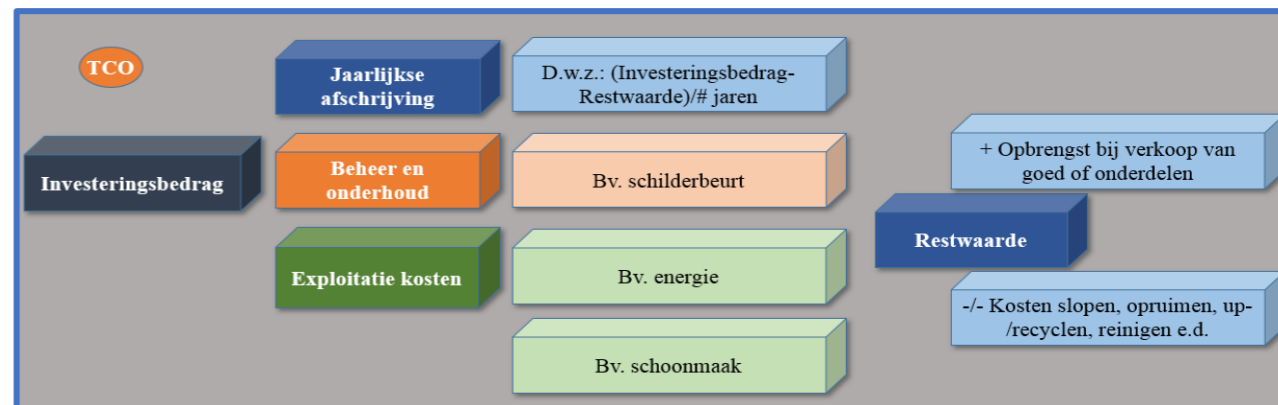 TCO
Jaarlijkse
afschrijving
D.w.z.: (Investeringsbedrag-
Restwaarde)/# jaren
Investeringsbedrag
Beheer en
onderhoud
Bv. schilderbeurt
+ Opbrengst bij verkoop van
goed of onderdelen
Restwaarde
Exploitatie kosten
Bv. energie
-/- Kosten slopen, opruimen, up-
/recyclen, reinigen e.d.
Bv. schoonmaak